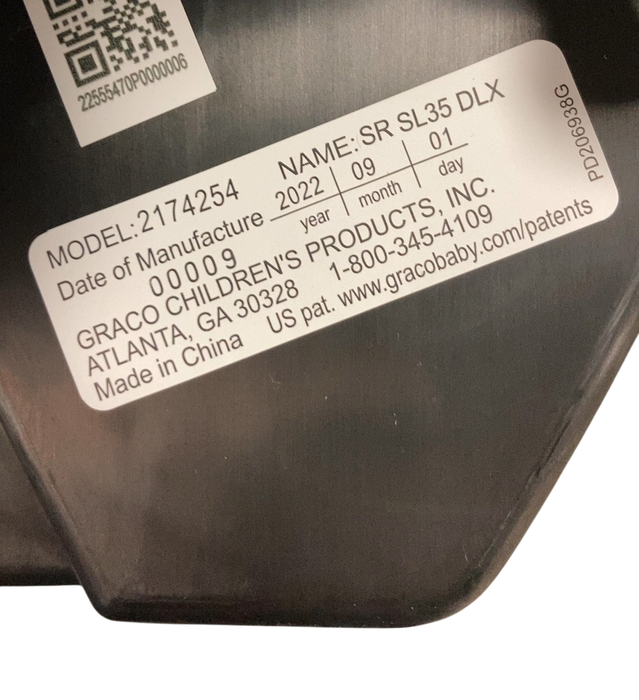 22555470P0000006
MODEL:2174254 NAME:SR SL35 DLX
Date of Manufacture 2022 09 01
year month day
00009
GRACO CHILDREN'S PRODUCTS, INC.
ATLANTA, GA 30328 1-800-345-4109
Made in China US pat. www.gracobaby.com/patents
PD206938G